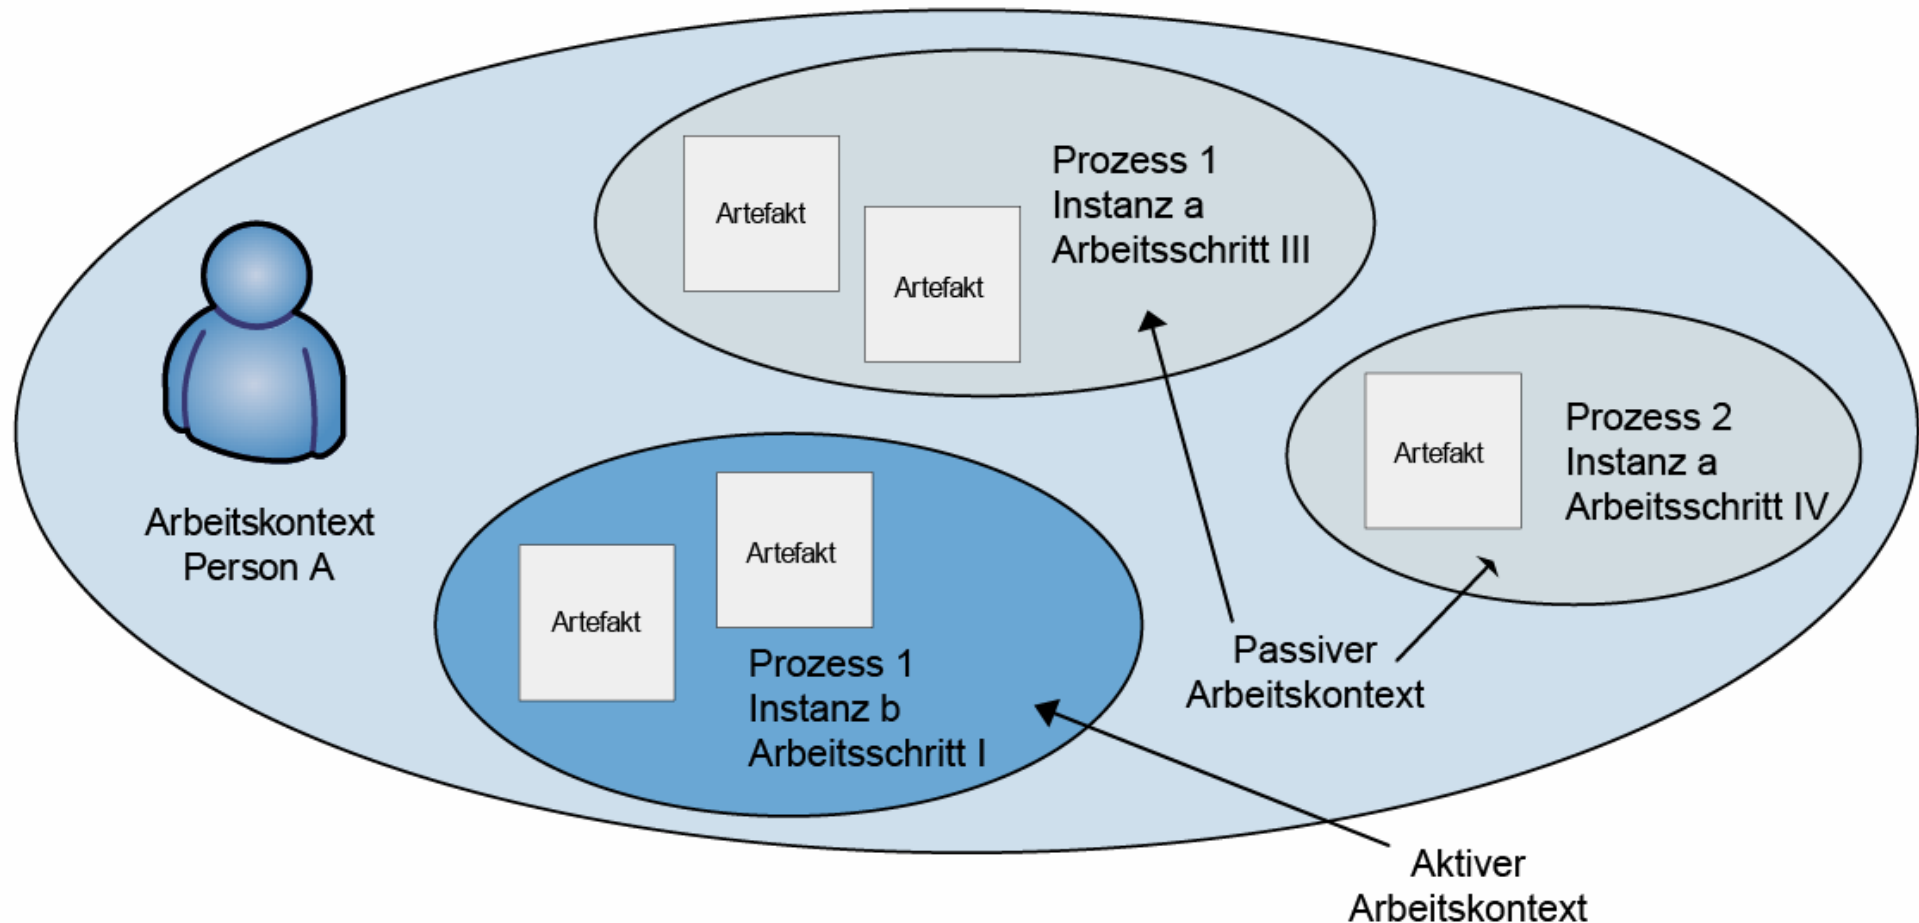 Prozess 1
Instanz a
Arbeitsschritt III
Artefakt
Artefakt
Prozess 2
Instanz a
Arbeitsschritt IV
Artefakt
Arbeitskontext
Person A
Artefakt
Artefakt
Prozess 1
Instanz b
Arbeitsschritt I
Passiver
Arbeitskontext
Aktiver
Arbeitskontext